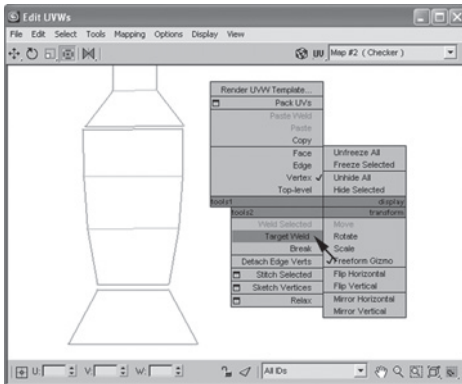 Edit UVWs
File Edit Select Tools Mapping Options Display View
UV Map #2 ( Checker )
Render UVW Template...
Pack UVs
Paste Weld
Paste
Copy
Face Unfreeze All
Edge Freeze Selected
Vertex Unhide All
Top-level Hide Selected
tools1 display
tools2 transform
Weld Selected Move
Target Weld Rotate
Break Scale
Detach Edge Verts Freeform Gizmo
Stitch Selected Flip Horizontal
Sketch Vertices Flip Vertical
Relax Mirror Horizontal
Mirror Vertical
U: V: W: All IDs